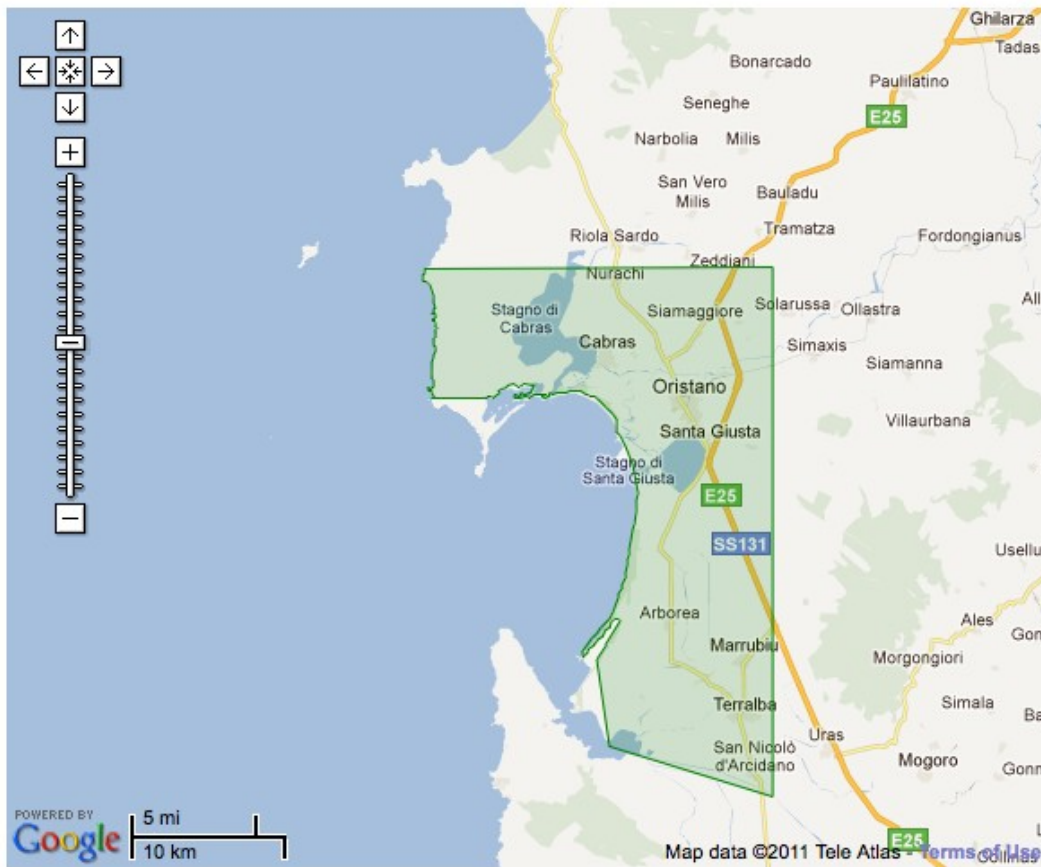 Ghilarza
Tadas
Bonarcado
Paulilatino
Seneghe
E25
Narbolia
Milis
San Vero
Milis
Bauladu
Tramatza
Riola Sardo
Fordongianus
Zeddiani
Nurachi
Solarussa
All
Stagno di
Cabras
Siamaggiore
Ollastra
Cabras
Simaxis
Siamanna
Oristano
Villaurbana
Santa Giusta
Stagno di
Santa Giusta
E25
SS131
Usellu
Arborea
Ales
Gon
Marrubiu
Morgongiori
Simala
Terralba
Ba
Uras
San Nicolò
d'Arcidano
Mogoro
Gonn
POWERED BY
Google
5 mi
10 km
E25
Map data ©2011 Tele Atlas - Terms of Use
Collinas